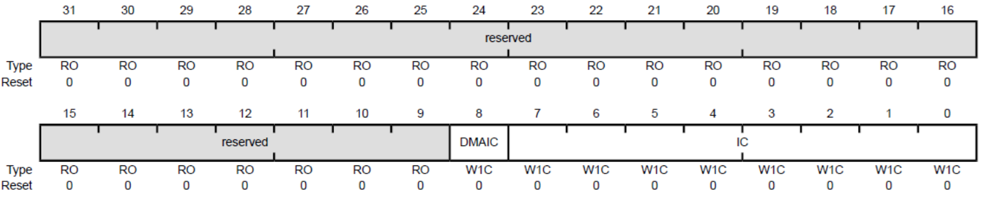 31 30 29 28 27 26 25 24 23 22 21 20 19 18 17 16
reserved
Type RO RO RO RO RO RO RO RO RO RO RO RO RO RO RO RO
Reset 0 0 0 0 0 0 0 0 0 0 0 0 0 0 0 0
15 14 13 12 11 10 9 8 7 6 5 4 3 2 1 0
reserved DMAIC IC
Type RO RO RO RO RO RO RO W1C W1C W1C W1C W1C W1C W1C W1C W1C
Reset 0 0 0 0 0 0 0 0 0 0 0 0 0 0 0 0